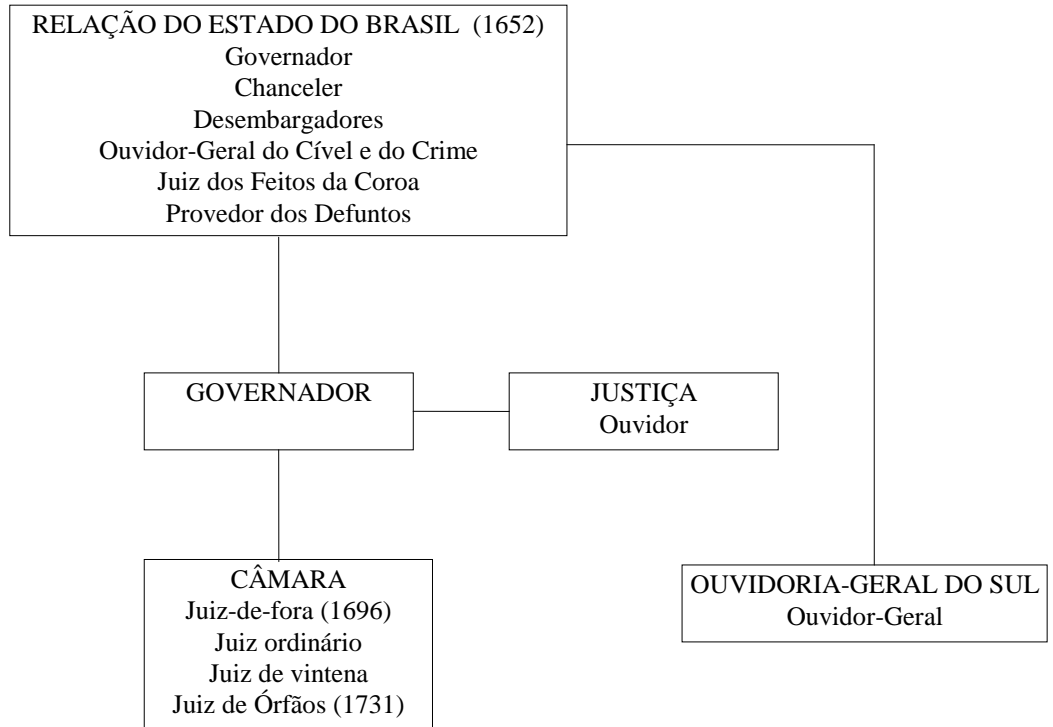 RELAÇÃO DO ESTADO DO BRASIL (1652)
Governador
Chanceler
Desembargadores
Ouvidor-Geral do Cível e do Crime
Juiz dos Feitos da Coroa
Provedor dos Defuntos
GOVERNADOR
JUSTIÇA
Ouvidor
CÂMARA
Juiz-de-fora (1696)
Juiz ordinário
Juiz de vintena
Juiz de Órfãos (1731)
OUVIDORIA-GERAL DO SUL
Ouvidor-Geral